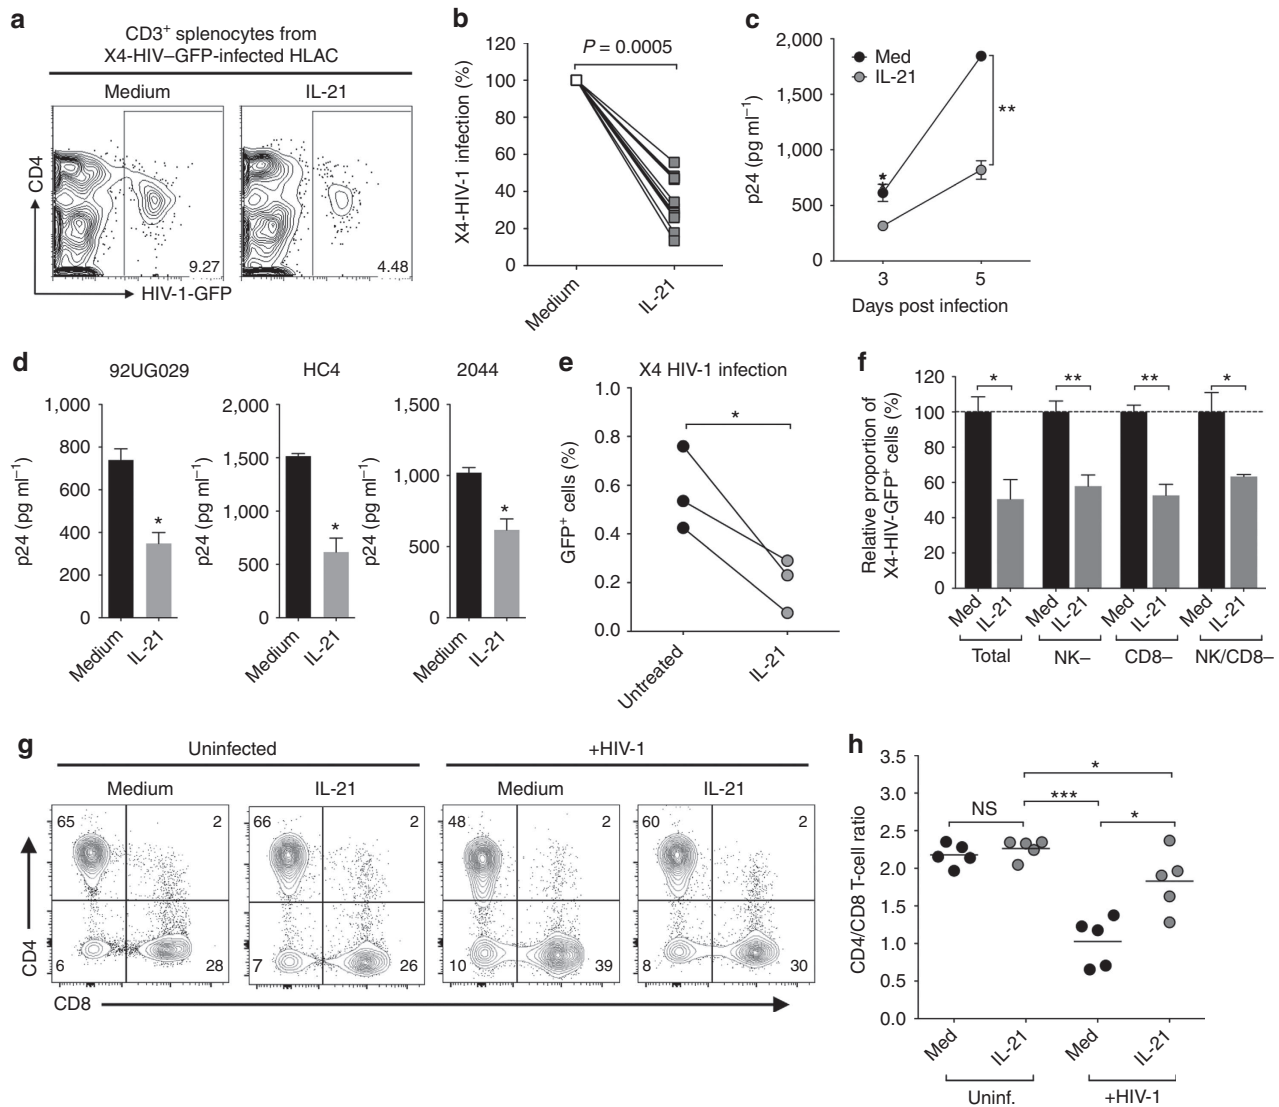 a
CD3+ splenocytes from
X4-HIV–GFP-infected HLAC
Medium
IL-21
CD4
9.27
4.48
HIV-1-GFP
b
P = 0.0005
X4-HIV-1 infection (%)
120
100
80
60
40
20
0
Medium
IL-21
c
2,000
1,500
1,000
500
0
p24 (pg ml−1)
Med
IL-21
*
**
3
5
Days post infection
d
92UG029
HC4
2044
1,000
800
600
400
200
0
p24 (pg ml−1)
*
Medium
IL-21
2,000
1,500
1,000
500
0
p24 (pg ml−1)
*
Medium
IL-21
1,500
1,000
500
0
p24 (pg ml−1)
*
Medium
IL-21
e
X4 HIV-1 infection
1.0
0.8
0.6
0.4
0.2
0.0
GFP+ cells (%)
*
Untreated
IL-21
f
120
100
80
60
40
20
0
Relative proportion of
X4-HIV-GFP+ cells (%)
*
**
**
*
Med
IL-21
Med
IL-21
Med
IL-21
Med
IL-21
Total
NK–
CD8–
NK/CD8–
g
Uninfected
+HIV-1
Medium
IL-21
Medium
IL-21
65
2
66
2
48
2
60
2
CD4
6
28
7
26
10
39
8
30
CD8
h
3.5
3.0
2.5
2.0
1.5
1.0
0.5
0.0
CD4/CD8 T-cell ratio
*
***
NS
*
Med
IL-21
Med
IL-21
Uninf.
+HIV-1